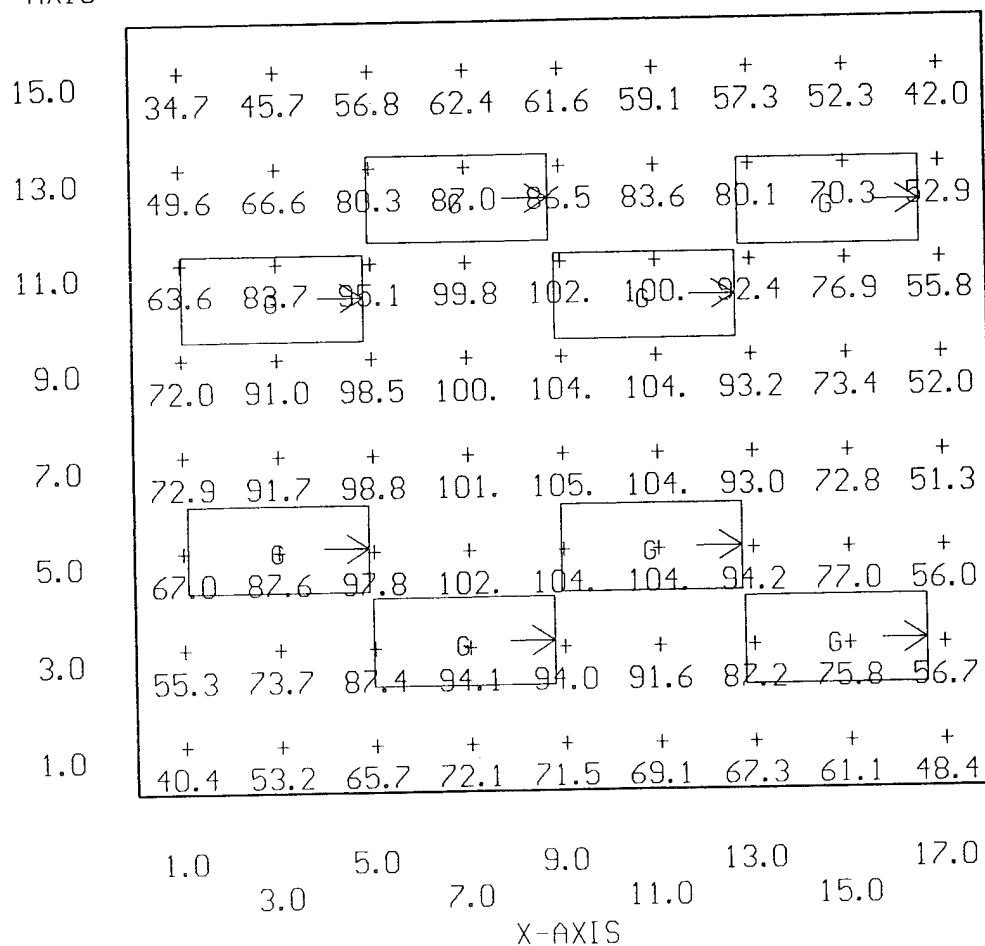 15.0 34.7 45.7 56.8 62.4 61.6 59.1 57.3 52.3 42.0
13.0 49.6 66.6 80.3 87.0 86.5 83.6 80.1 70.3 52.9
G G
11.0 63.6 83.7 95.1 99.8 102. 100. 92.4 76.9 55.8
G G
9.0 72.0 91.0 98.5 100. 104. 104. 93.2 73.4 52.0
7.0 72.9 91.7 98.8 101. 105. 104. 93.0 72.8 51.3
G G
5.0 67.0 87.6 97.8 102. 104. 104. 94.2 77.0 56.0
G G
3.0 55.3 73.7 87.4 94.1 94.0 91.6 87.2 75.8 56.7
1.0 40.4 53.2 65.7 72.1 71.5 69.1 67.3 61.1 48.4
1.0 5.0 9.0 13.0 17.0
3.0 7.0 11.0 15.0
X-AXIS